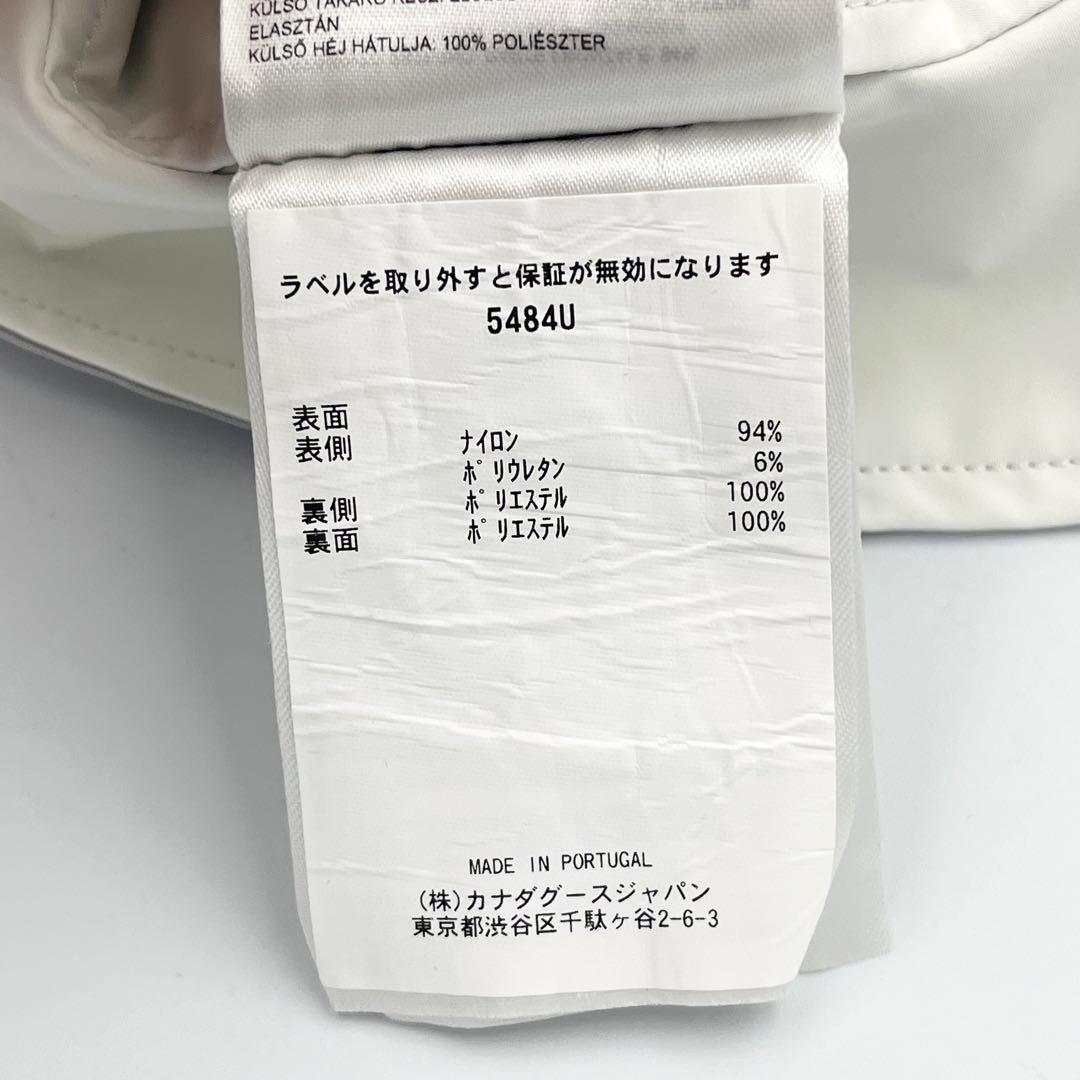 KÜLSŐ
ELASZTÁN
KÜLSŐ HÉJ HÁTULJA: 100% POLIÉSZTER
ラベルを取り外すと保証が無効になります
5484U
表面
表側 ナイロン 94%
ポリウレタン 6%
裏側 ポリエステル 100%
裏面 ポリエステル 100%
MADE IN PORTUGAL
(株)カナダグースジャパン
東京都渋谷区千駄ヶ谷2-6-3